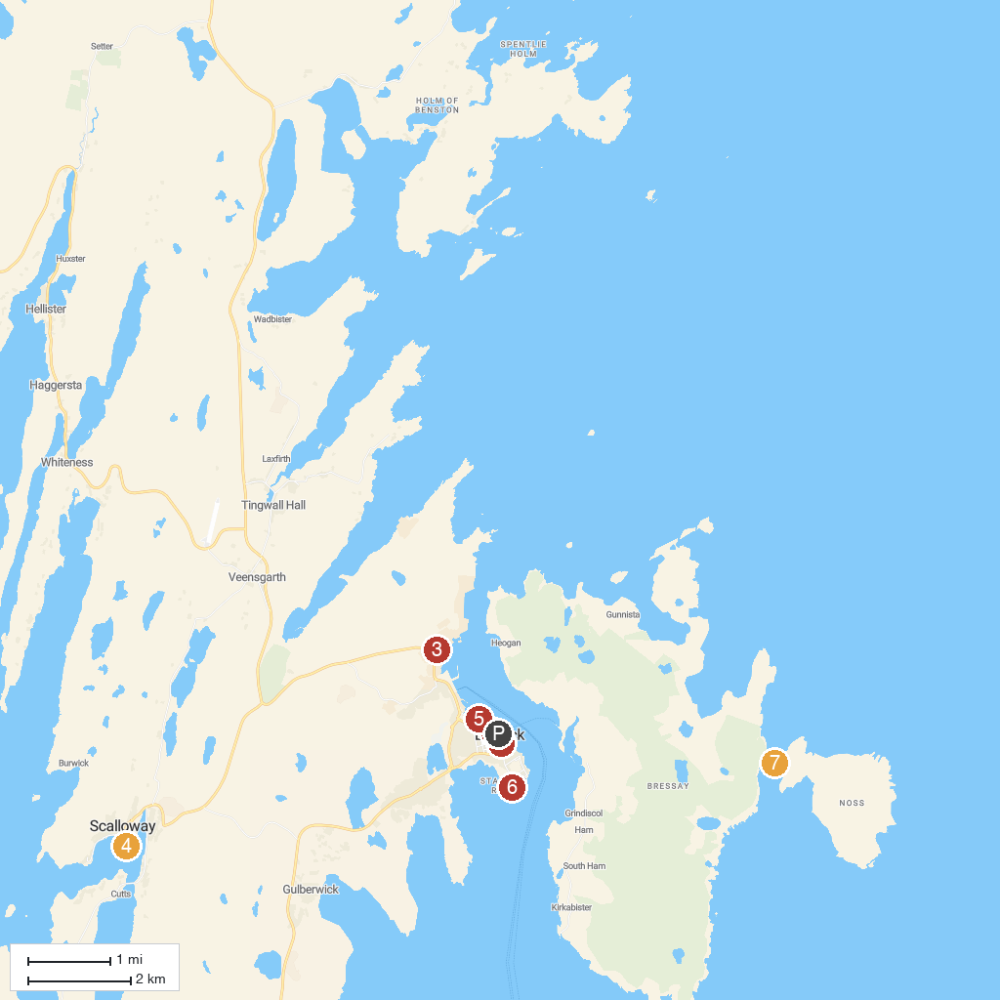 SPENTLIE
HOLM
Setter
HOLM OF
BENSTON
Huxster
Hellister
Wadbister
Haggersta
Whiteness
Laxfirth
Tingwall Hall
Veensgarth
Gunnista
Heogan
3
5
P
6
7
Burwick
BRESSAY
NOSS
Grindiscol
Ham
Scalloway
4
South Ham
Cutts
Gulberwick
Kirkabister
1 mi
2 km